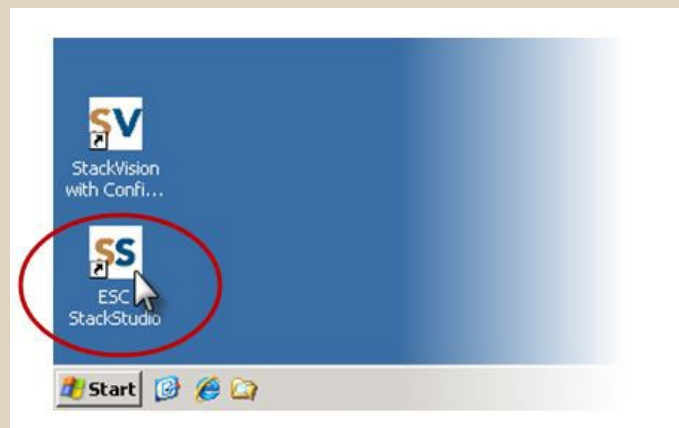 SV
StackVision
with Confi...
SS
ESC
StackStudio
Start